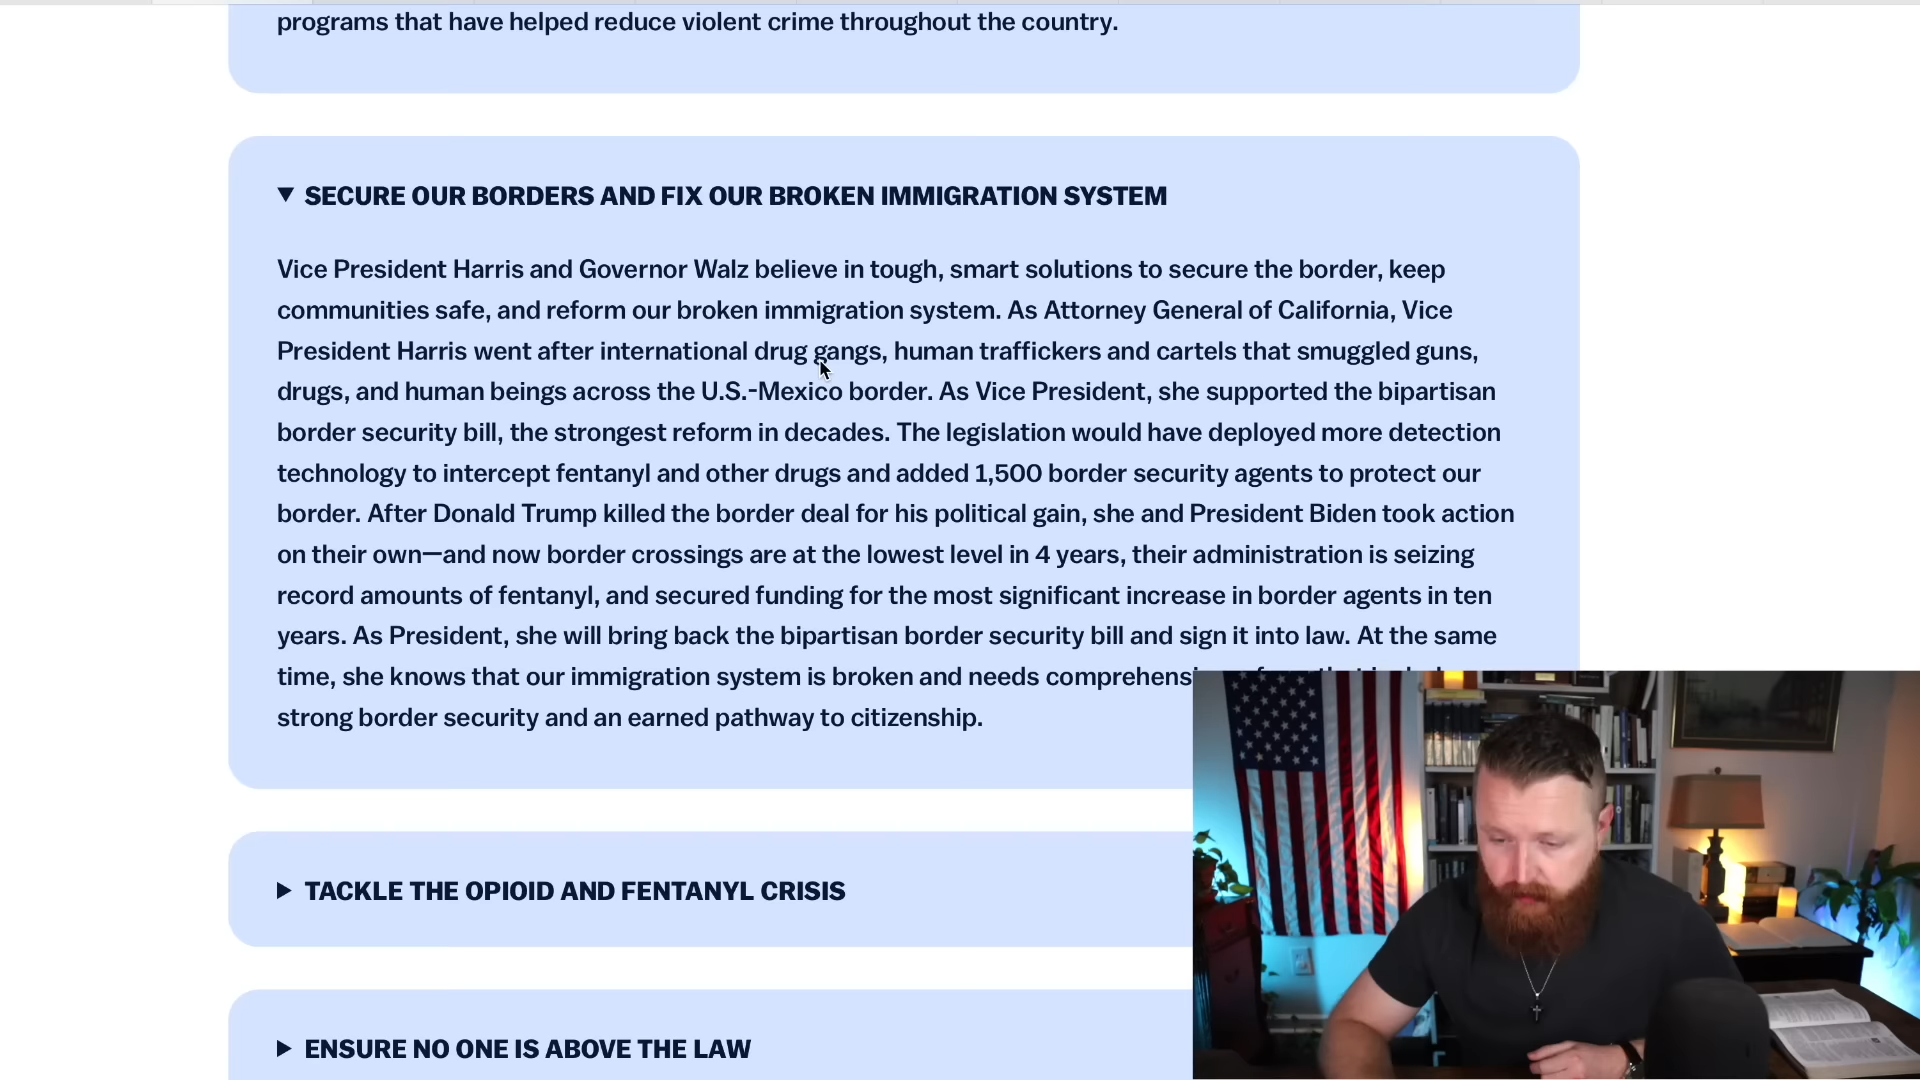 programs that have helped reduce violent crime throughout the country.
SECURE OUR BORDERS AND FIX OUR BROKEN IMMIGRATION SYSTEM
Vice President Harris and Governor Walz believe in tough, smart solutions to secure the border, keep
communities safe, and reform our broken immigration system. As Attorney General of California, Vice
President Harris went after international drug gangs, human traffickers and cartels that smuggled guns,
drugs, and human beings across the U.S.-Mexico border. As Vice President, she supported the bipartisan
border security bill, the strongest reform in decades. The legislation would have deployed more detection
technology to intercept fentanyl and other drugs and added 1,500 border security agents to protect our
border. After Donald Trump killed the border deal for his political gain, she and President Biden took action
on their own—and now border crossings are at the lowest level in 4 years, their administration is seizing
record amounts of fentanyl, and secured funding for the most significant increase in border agents in ten
years. As President, she will bring back the bipartisan border security bill and sign it into law. At the same
time, she knows that our immigration system is broken and needs
strong border security and an earned pathway to citizenship.
TACKLE THE OPIOID AND FENTANYL CRISIS
ENSURE NO ONE IS ABOVE THE LAW